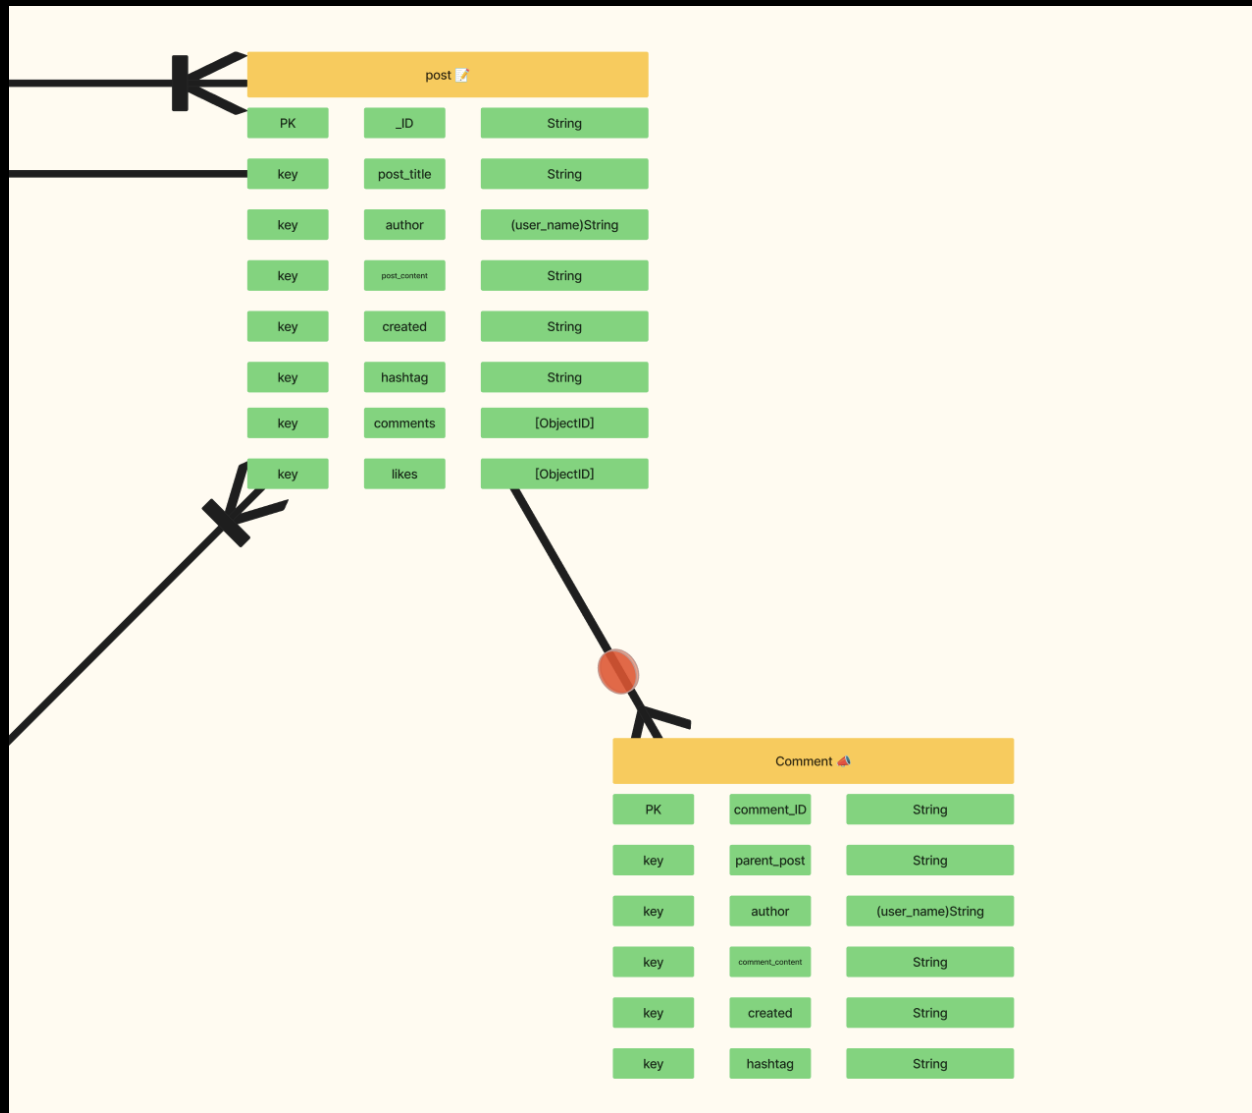 post 📝
PK _ID String
key post_title String
key author (user_name)String
key post_content String
key created String
key hashtag String
key comments [ObjectID]
key likes [ObjectID]
Comment 📣
PK comment_ID String
key parent_post String
key author (user_name)String
key comment_content String
key created String
key hashtag String